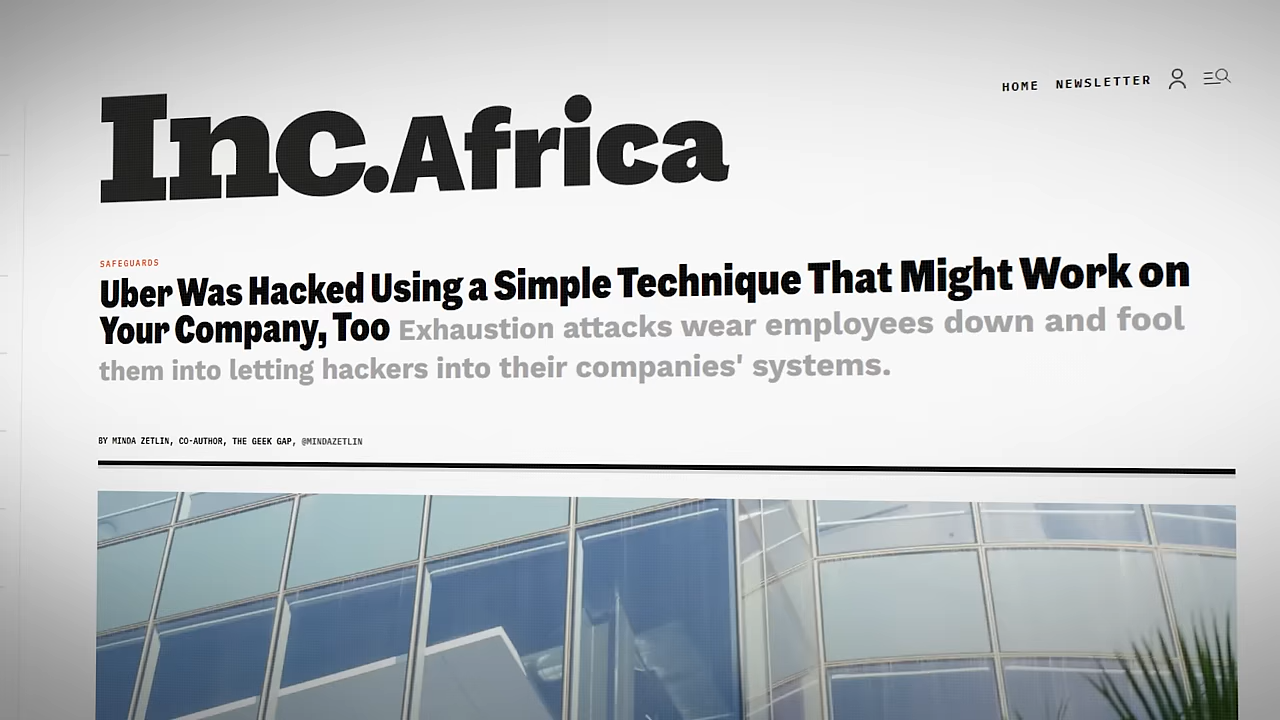 HOME NEWSLETTER
Inc.Africa
SAFEGUARDS
Uber Was Hacked Using a Simple Technique That Might Work on
Your Company, Too Exhaustion attacks wear employees down and fool
them into letting hackers into their companies' systems.
BY MINDA ZETLIN, CO-AUTHOR, THE GEEK GAP, @MINDAZETLIN